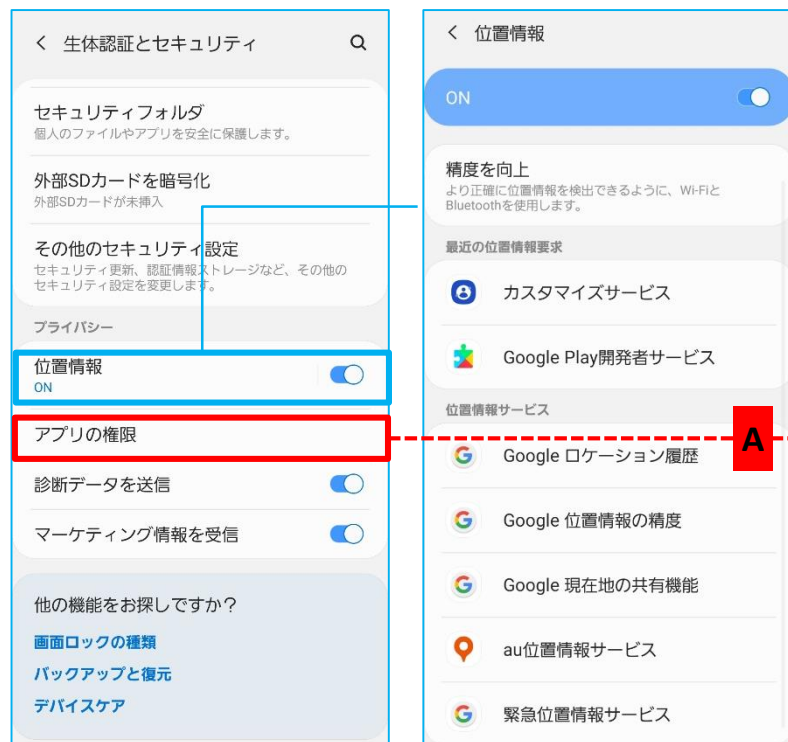 生体認証とセキュリティ
セキュリティフォルダ
個人のファイルやアプリを安全に保護します。
外部SDカードを暗号化
外部SDカードが未挿入
その他のセキュリティ設定
セキュリティ更新、認証情報ストレージなど、その他の
セキュリティ設定を変更します。
プライバシー
位置情報
ON
アプリの権限
診断データを送信
マーケティング情報を受信
他の機能をお探しですか？
画面ロックの種類
バックアップと復元
デバイスケア
位置情報
ON
精度を向上
より正確に位置情報を検出できるように、Wi-Fiと
Bluetoothを使用します。
最近の位置情報要求
カスタマイズサービス
Google Play開発者サービス
位置情報サービス
A
Google ロケーション履歴
Google 位置情報の精度
Google 現在地の共有機能
au位置情報サービス
緊急位置情報サービス